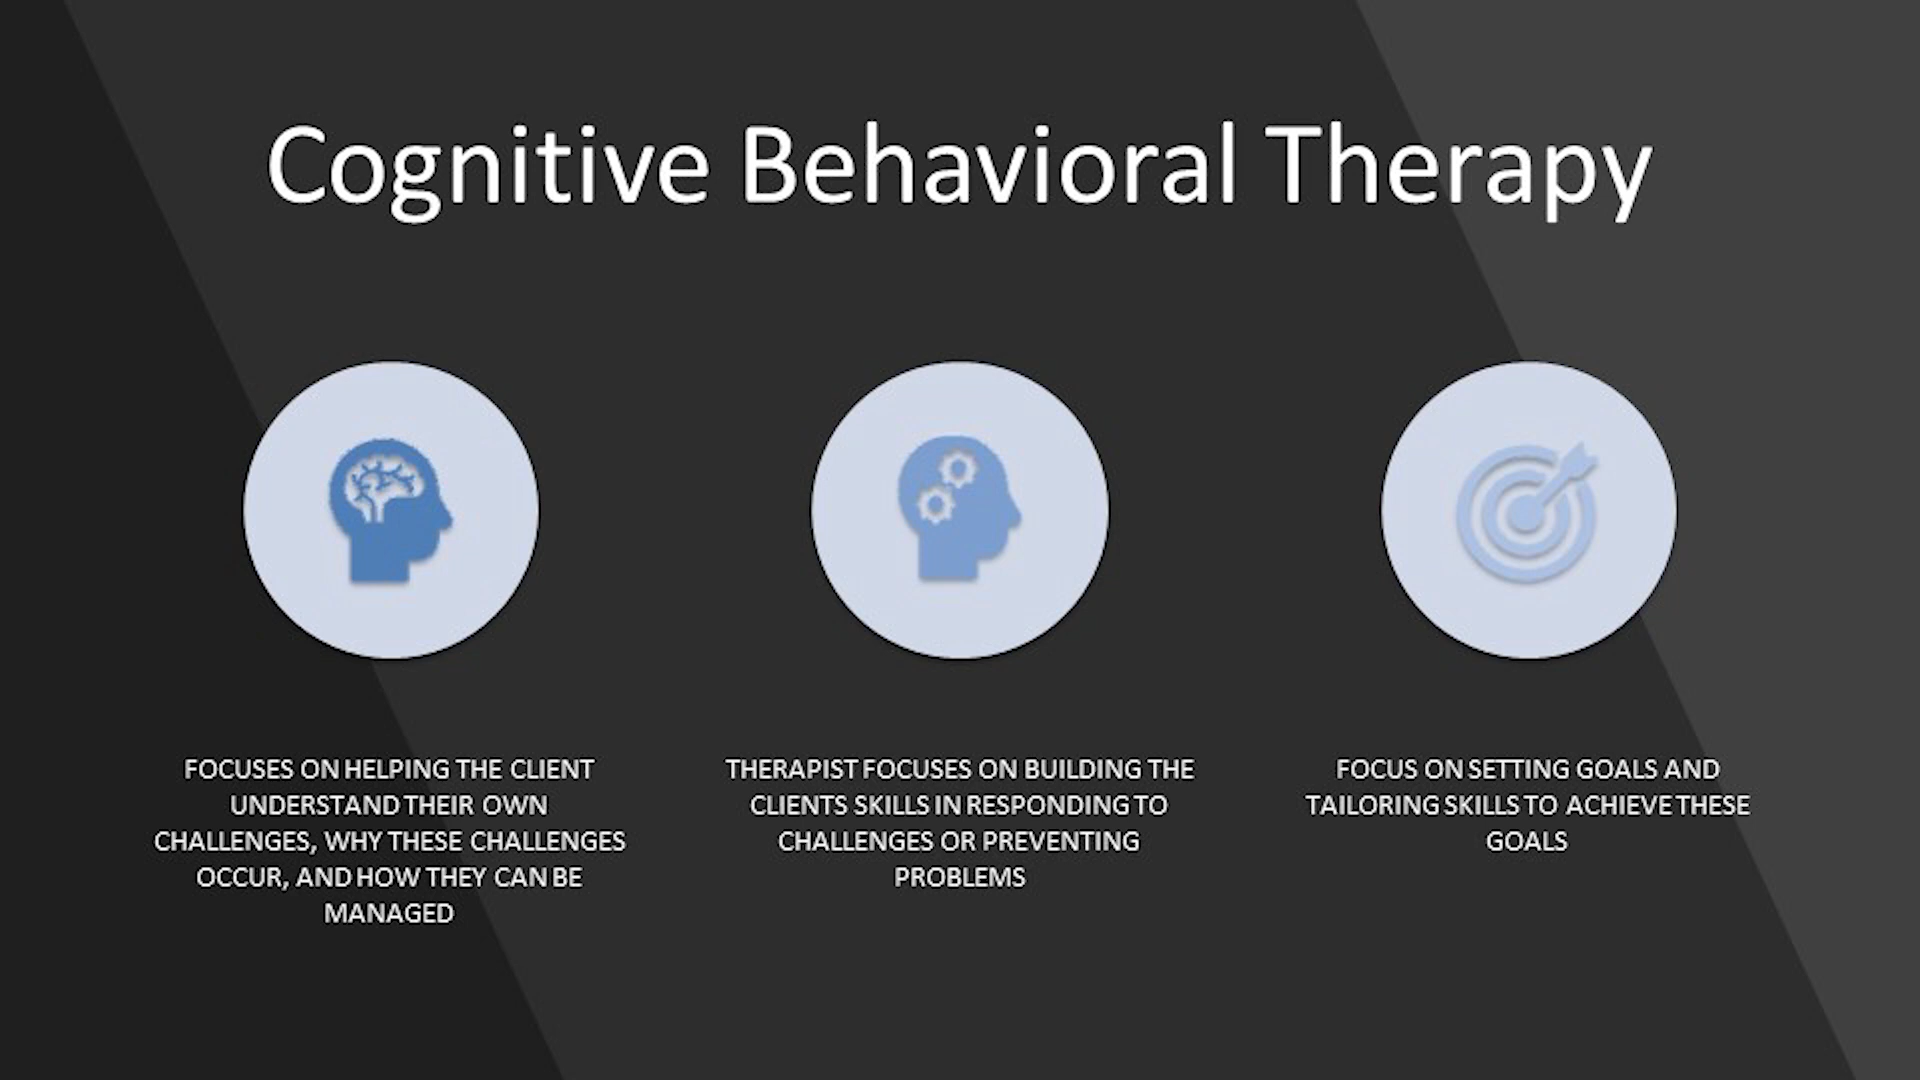 Cognitive Behavioral Therapy
FOCUSES ON HELPING THE CLIENT
UNDERSTAND THEIR OWN
CHALLENGES, WHY THESE CHALLENGES
OCCUR, AND HOW THEY CAN BE
MANAGED
THERAPIST FOCUSES ON BUILDING THE
CLIENTS SKILLS IN RESPONDING TO
CHALLENGES OR PREVENTING
PROBLEMS
FOCUS ON SETTING GOALS AND
TAILORING SKILLS TO ACHIEVE THESE
GOALS